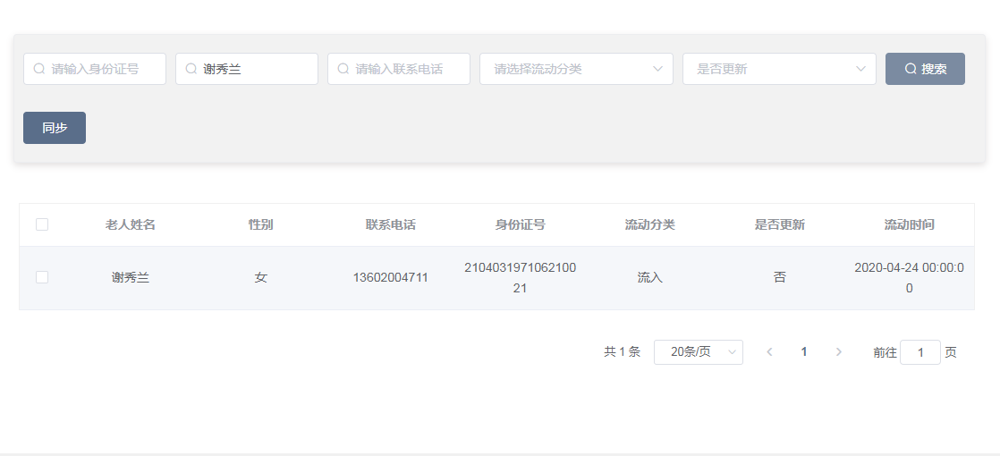 请输入身份证号 谢秀兰 请输入联系电话 请选择流动分类 是否更新 搜索
同步
老人姓名 性别 联系电话 身份证号 流动分类 是否更新 流动时间
谢秀兰 女 13602004711 2104031971062100 流入 否 2020-04-24 00:00:0
21 0
共 1 条 20条/页 1 前往 1 页